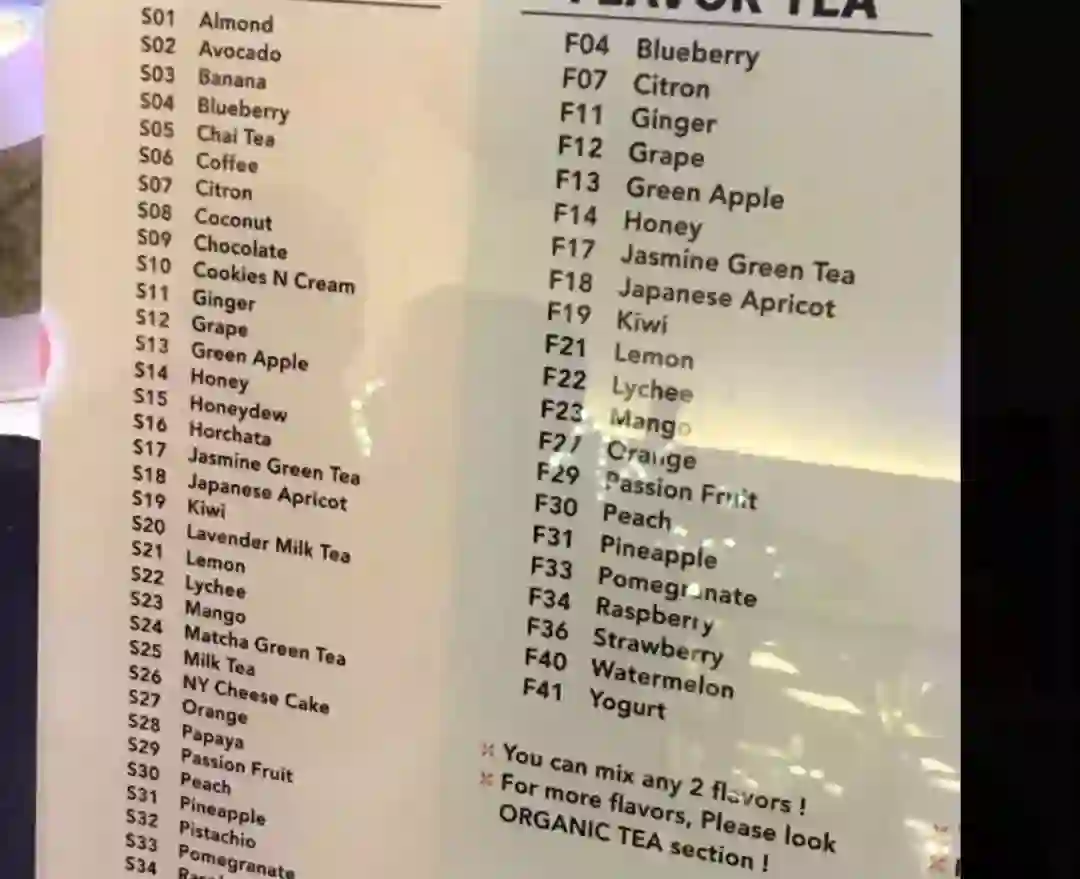 S01 Almond
S02 Avocado
S03 Banana
S04 Blueberry
S05 Chai Tea
S06 Coffee
S07 Citron
S08 Coconut
S09 Chocolate
S10 Cookies N Cream
S11 Ginger
S12 Grape
S13 Green Apple
S14 Honey
S15 Honeydew
S16 Horchata
S17 Jasmine Green Tea
S18 Japanese Apricot
S19 Kiwi
S20 Lavender Milk Tea
S21 Lemon
S22 Lychee
S23 Mango
S24 Matcha Green Tea
S25 Milk Tea
S26 NY Cheese Cake
S27 Orange
S28 Papaya
S29 Passion Fruit
S30 Peach
S31 Pineapple
S32 Pistachio
S33 Pomegranate
S34
FLAVOR TEA
F04 Blueberry
F07 Citron
F11 Ginger
F12 Grape
F13 Green Apple
F14 Honey
F17 Jasmine Green Tea
F18 Japanese Apricot
F19 Kiwi
F21 Lemon
F22 Lychee
F23 Mango
F27 Orange
F29 Passion Fruit
F30 Peach
F31 Pineapple
F33 Pomegranate
F34 Raspberry
F36 Strawberry
F40 Watermelon
F41 Yogurt
※ You can mix any 2 flavors !
※ For more flavors, Please look
ORGANIC TEA section !